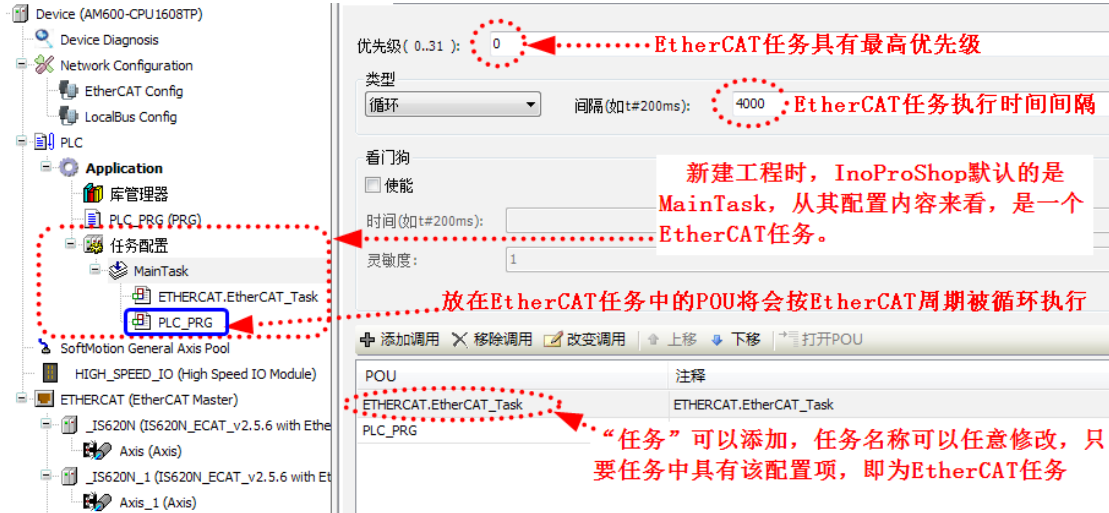 Device (AM600-CPU1608TP)
Device Diagnosis
Network Configuration
EtherCAT Config
LocalBus Config
PLC
Application
库管理器
PLC_PRG (PRG)
任务配置
MainTask
ETHERCAT.EtherCAT_Task
PLC_PRG
SoftMotion General Axis Pool
HIGH_SPEED_IO (High Speed IO Module)
ETHERCAT (EtherCAT Master)
_IS620N (IS620N_ECAT_v2.5.6 with Ethe
Axis (Axis)
_IS620N_1 (IS620N_ECAT_v2.5.6 with Et
Axis_1 (Axis)
优先级( 0..31 ): 0 EtherCAT任务具有最高优先级
类型
循环 间隔(如t#200ms): 4000 EtherCAT任务执行时间间隔
看门狗
使能
时间(如t#200ms):
灵敏度: 1
新建工程时，InoProShop默认的是
MainTask，从其配置内容来看，是一个
EtherCAT任务。
放在EtherCAT任务中的POU将会按EtherCAT周期被循环执行
添加调用 移除调用 改变调用 上移 下移 打开POU
POU 注释
ETHERCAT.EtherCAT_Task ETHERCAT.EtherCAT_Task
PLC_PRG
“任务”可以添加，任务名称可以任意修改，只
要任务中具有该配置项，即为EtherCAT任务